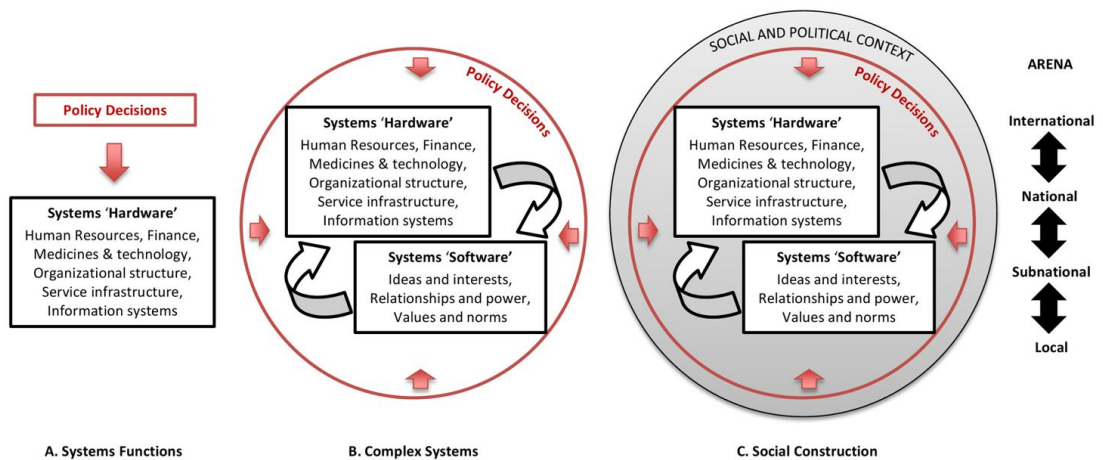 Policy Decisions
Systems ‘Hardware’
Human Resources, Finance,
Medicines & technology,
Organizational structure,
Service infrastructure,
Information systems
A. Systems Functions
Policy Decisions
Systems ‘Hardware’
Human Resources, Finance,
Medicines & technology,
Organizational structure,
Service infrastructure,
Information systems
Systems ‘Software’
Ideas and interests,
Relationships and power,
Values and norms
B. Complex Systems
SOCIAL AND POLITICAL CONTEXT
Policy Decisions
Systems ‘Hardware’
Human Resources, Finance,
Medicines & technology,
Organizational structure,
Service infrastructure,
Information systems
Systems ‘Software’
Ideas and interests,
Relationships and power,
Values and norms
C. Social Construction
ARENA
International
National
Subnational
Local